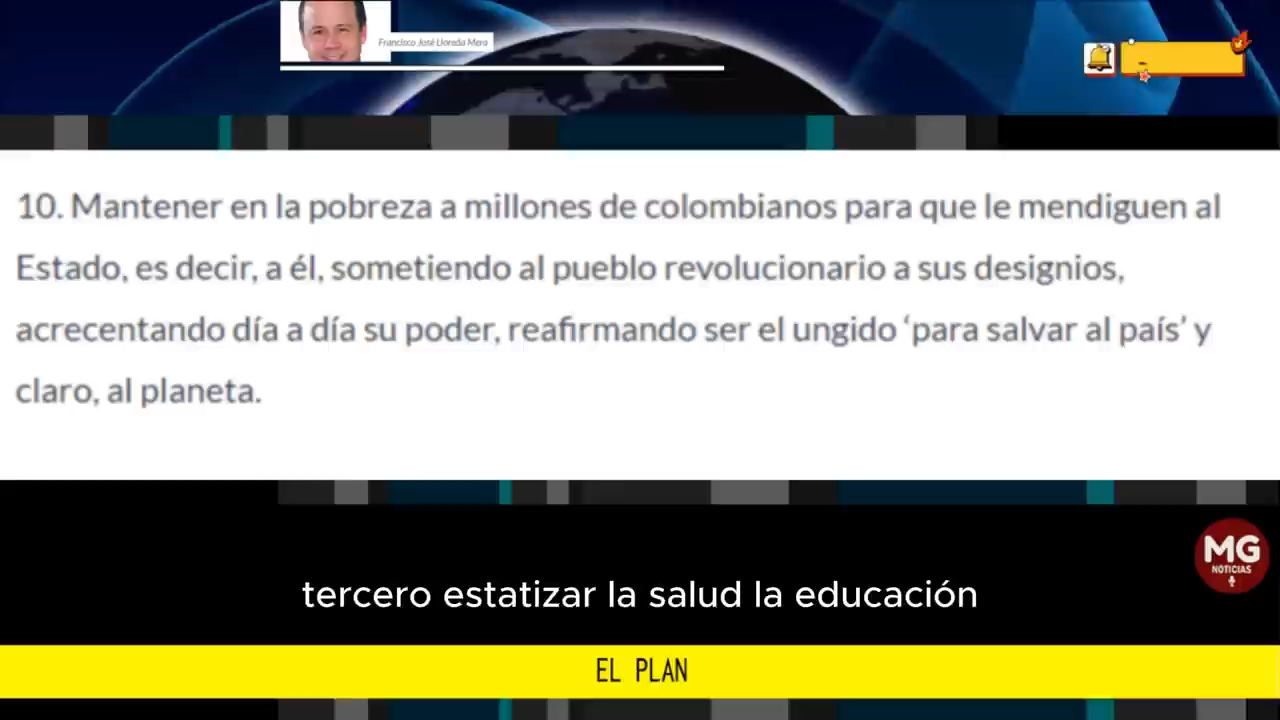 Francisco José Lloreda Mera
10. Mantener en la pobreza a millones de colombianos para que le mendiguen al
Estado, es decir, a él, sometiendo al pueblo revolucionario a sus designios,
acrecentando día a día su poder, reafirmando ser el ungido ‘para salvar al país’ y
claro, al planeta.
MG
NOTICIAS
tercero estatizar la salud la educación
EL PLAN